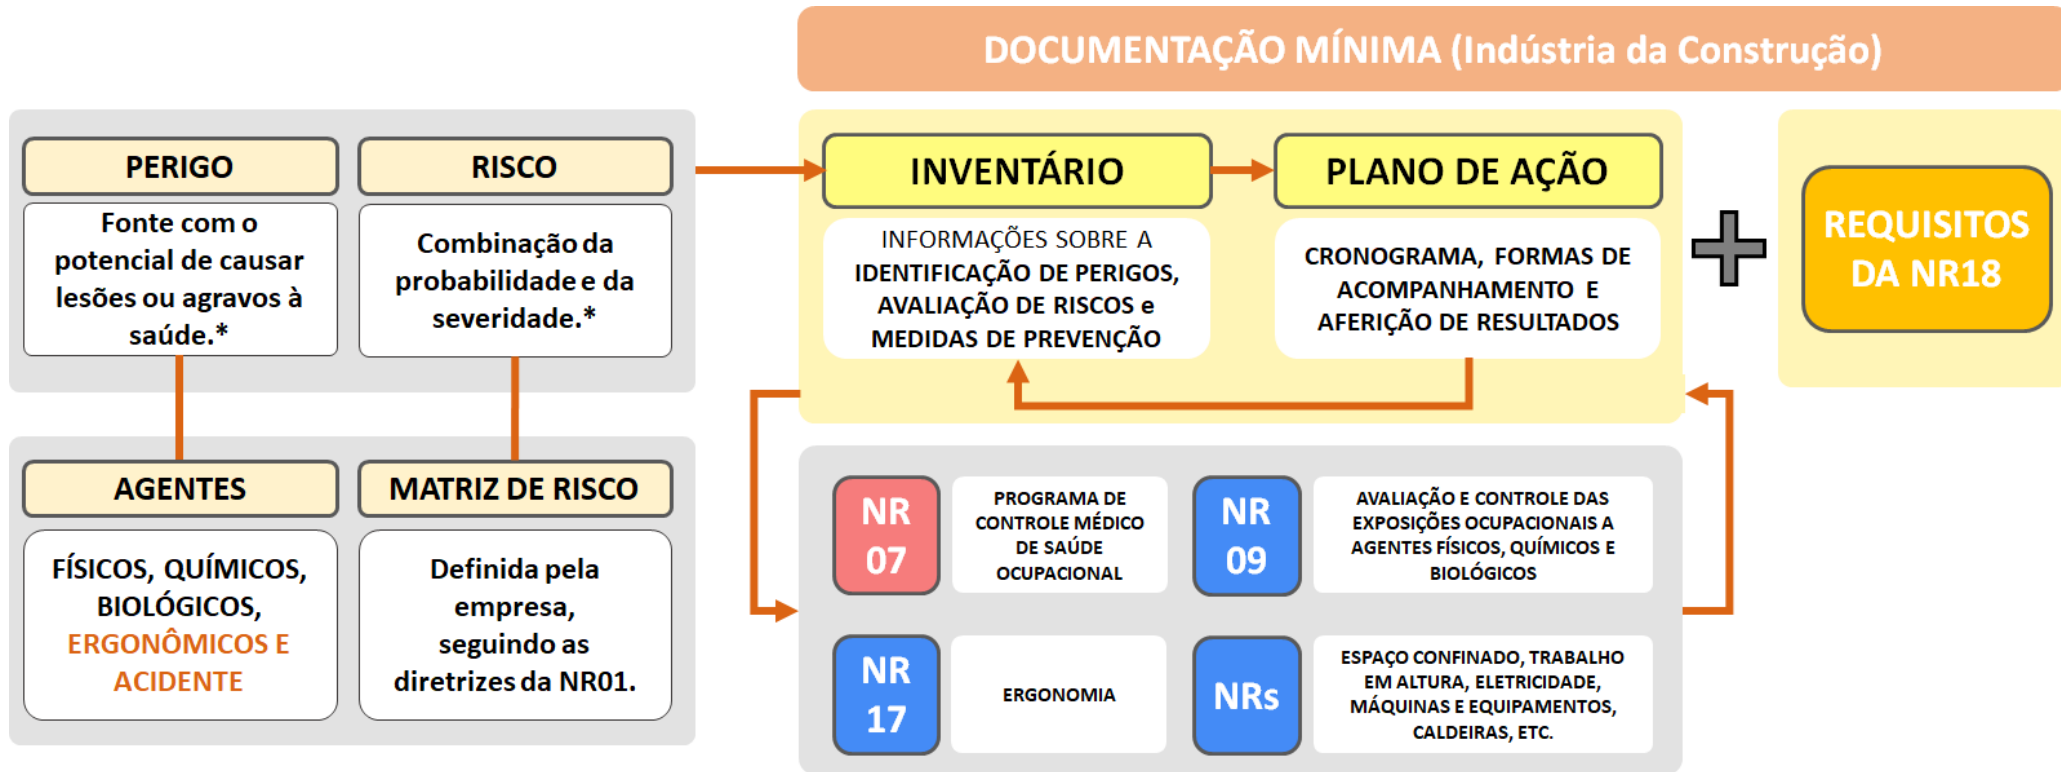 DOCUMENTAÇÃO MÍNIMA (Indústria da Construção)
PERIGO
Fonte com o
potencial de causar
lesões ou agravos à
saúde.*
RISCO
Combinação da
probabilidade e da
severidade.*
AGENTES
FÍSICOS, QUÍMICOS,
BIOLÓGICOS,
ERGONÔMICOS E
ACIDENTE
MATRIZ DE RISCO
Definida pela
empresa,
seguindo as
diretrizes da NR01.
INVENTÁRIO
INFORMAÇÕES SOBRE A
IDENTIFICAÇÃO DE PERIGOS,
AVALIAÇÃO DE RISCOS e
MEDIDAS DE PREVENÇÃO
PLANO DE AÇÃO
CRONOGRAMA, FORMAS DE
ACOMPANHAMENTO E
AFERIÇÃO DE RESULTADOS
REQUISITOS
DA NR18
NR
07
PROGRAMA DE
CONTROLE MÉDICO
DE SAÚDE
OCUPACIONAL
NR
09
AVALIAÇÃO E CONTROLE DAS
EXPOSIÇÕES OCUPACIONAIS A
AGENTES FÍSICOS, QUÍMICOS E
BIOLÓGICOS
NR
17
ERGONOMIA
NRs
ESPAÇO CONFINADO, TRABALHO
EM ALTURA, ELETRICIDADE,
MÁQUINAS E EQUIPAMENTOS,
CALDEIRAS, ETC.